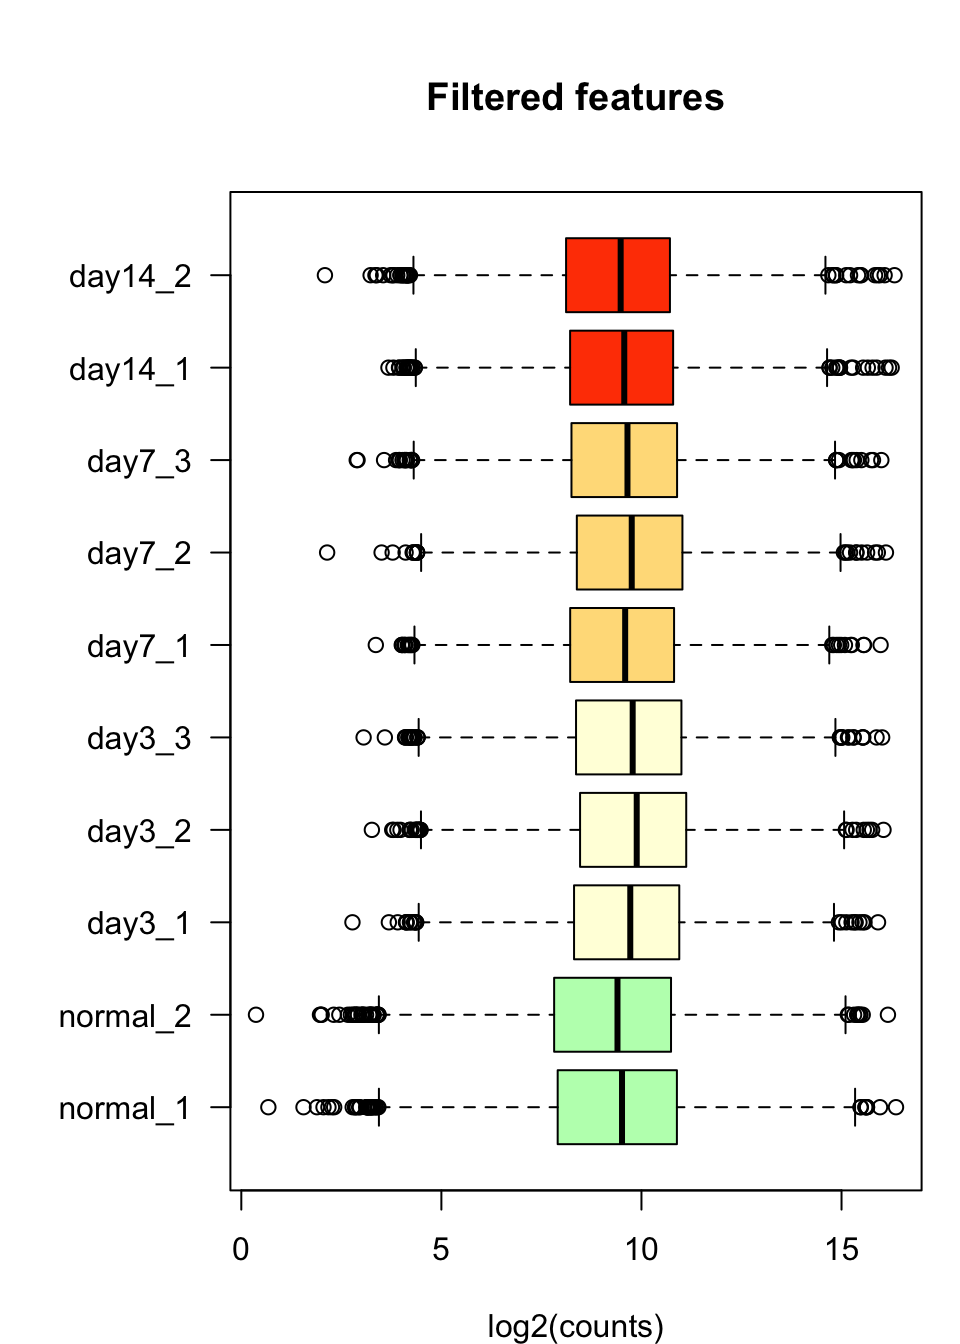 Filtered features
day14_2
day14_1
day7_3
day7_2
day7_1
day3_3
day3_2
day3_1
normal_2
normal_1
0 5 10 15
log2(counts)